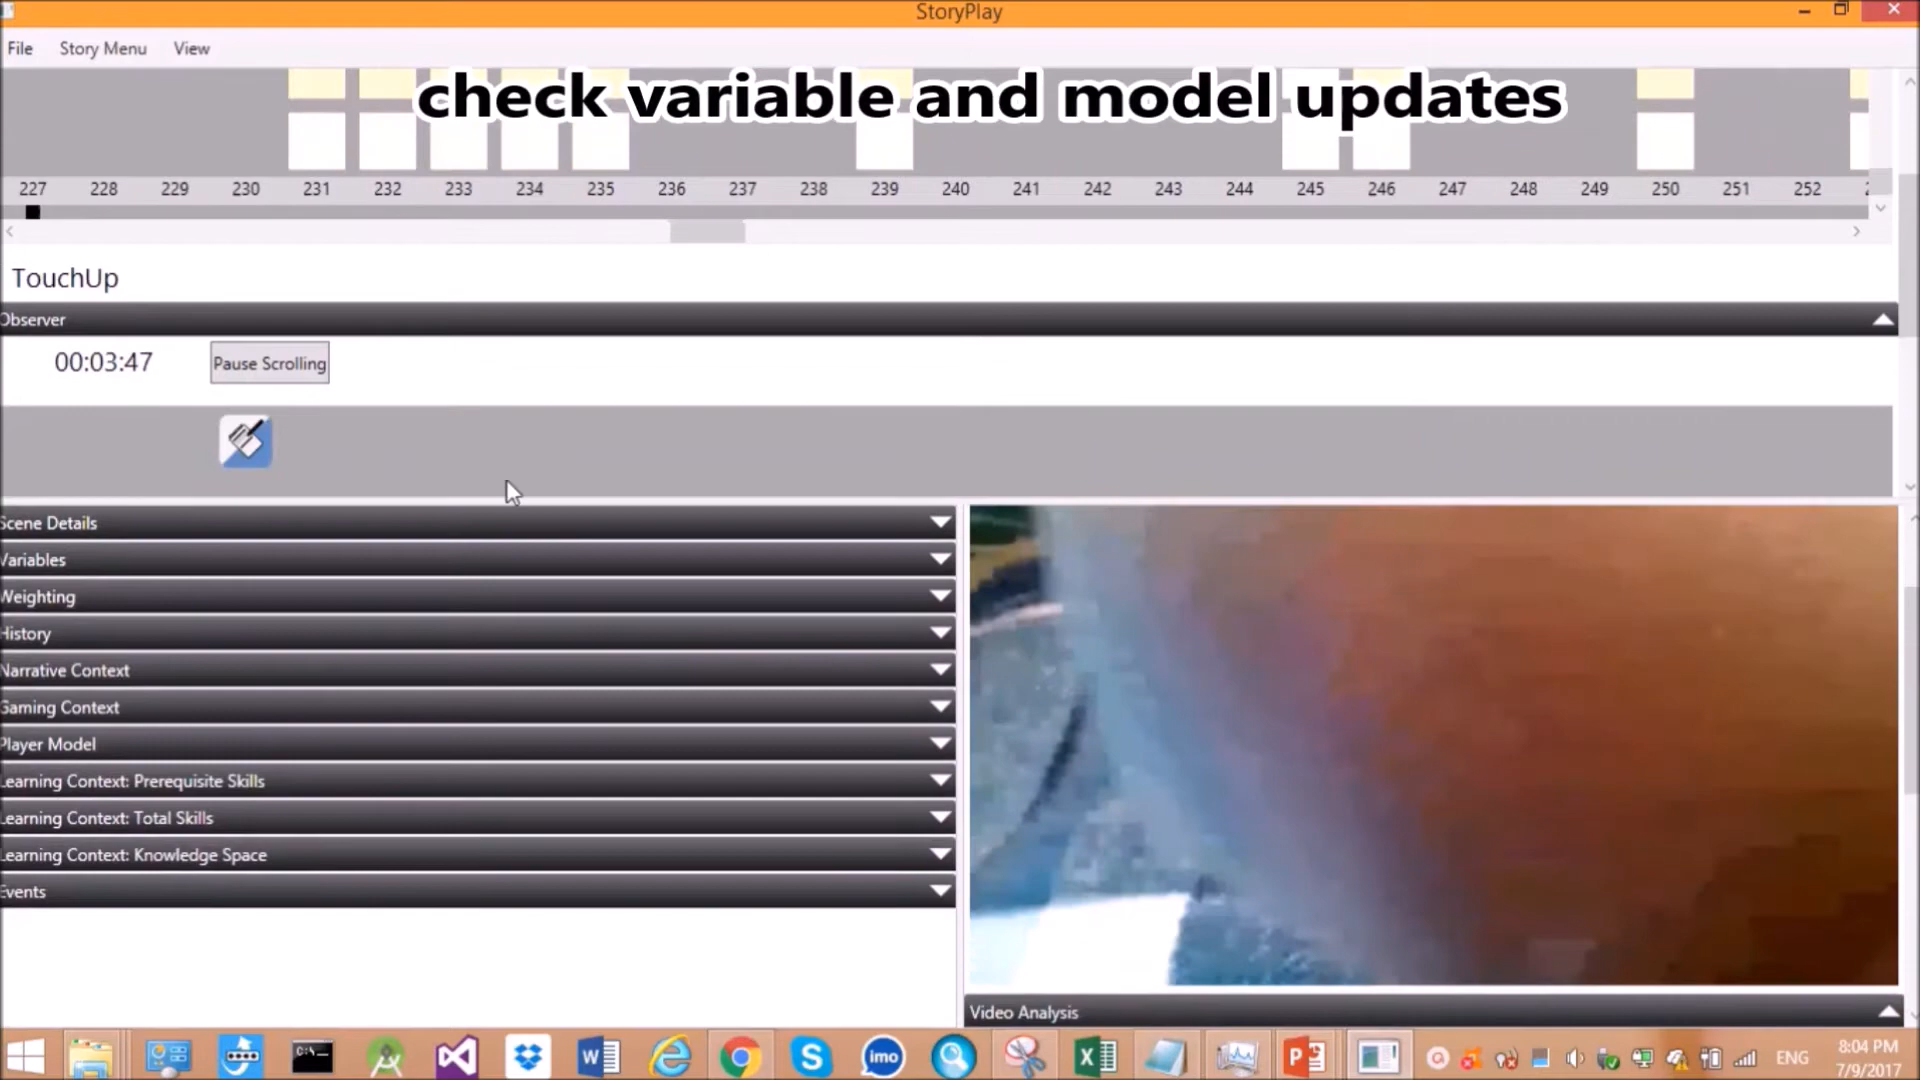 StoryPlay
File Story Menu View
check variable and model updates
227 228 229 230 231 232 233 234 235 236 237 238 239 240 241 242 243 244 245 246 247 248 249 250 251 252
TouchUp
Observer
00:03:47 Pause Scrolling
Scene Details
Variables
Weighting
History
Narrative Context
Gaming Context
Player Model
Learning Context: Prerequisite Skills
Learning Context: Total Skills
Learning Context: Knowledge Space
Events
Video Analysis
imo
ENG
8:04 PM
7/9/2017